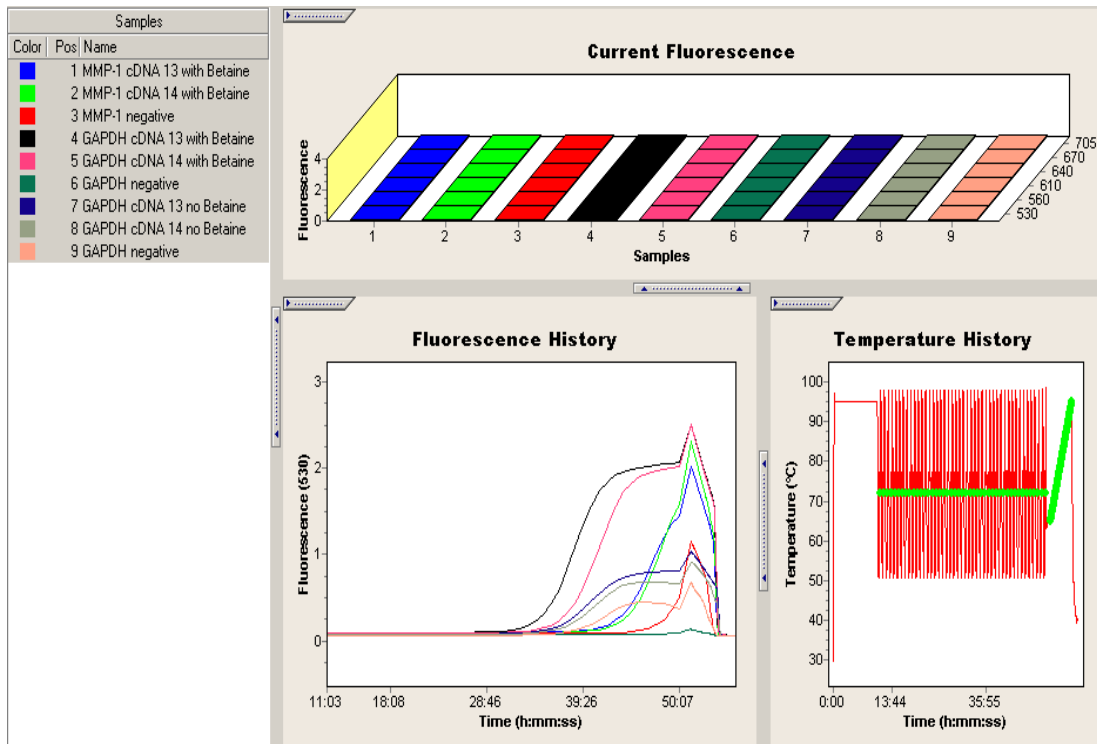 Samples
Color Pos Name
1 MMP-1 cDNA 13 with Betaine
2 MMP-1 cDNA 14 with Betaine
3 MMP-1 negative
4 GAPDH cDNA 13 with Betaine
5 GAPDH cDNA 14 with Betaine
6 GAPDH negative
7 GAPDH cDNA 13 no Betaine
8 GAPDH cDNA 14 no Betaine
9 GAPDH negative
Current Fluorescence
Fluorescence
4
2
0
1 2 3 4 5 6 7 8 9
Samples
705
670
640
610
560
530
Fluorescence History
Fluorescence (530)
3
2
1
0
11:03 18:08 28:46 39:26 50:07
Time (h:mm:ss)
Temperature History
Temperature (°C)
100
90
80
70
60
50
40
30
0:00 13:44 35:55
Time (h:mm:ss)